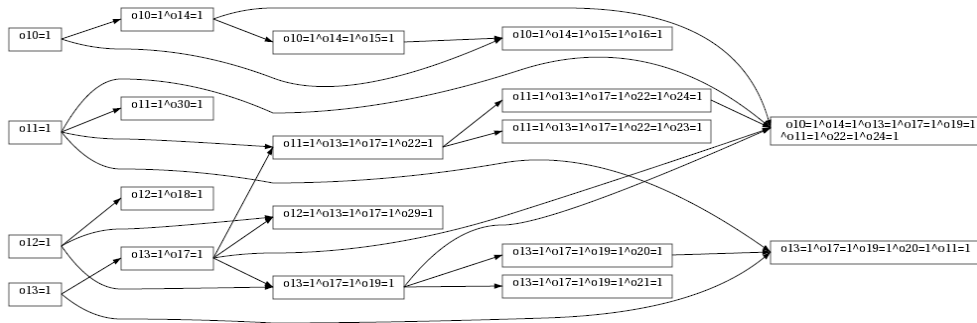 o10=1
o10=1^o14=1
o10=1^o14=1^o15=1
o10=1^o14=1^o15=1^o16=1
o11=1
o11=1^o30=1
o11=1^o13=1^o17=1^o22=1
o11=1^o13=1^o17=1^o22=1^o24=1
o11=1^o13=1^o17=1^o22=1^o23=1
o10=1^o14=1^o13=1^o17=1^o19=1
^o11=1^o22=1^o24=1
o12=1
o12=1^o18=1
o12=1^o13=1^o17=1^o29=1
o13=1
o13=1^o17=1
o13=1^o17=1^o19=1
o13=1^o17=1^o19=1^o20=1
o13=1^o17=1^o19=1^o21=1
o13=1^o17=1^o19=1^o20=1^o11=1